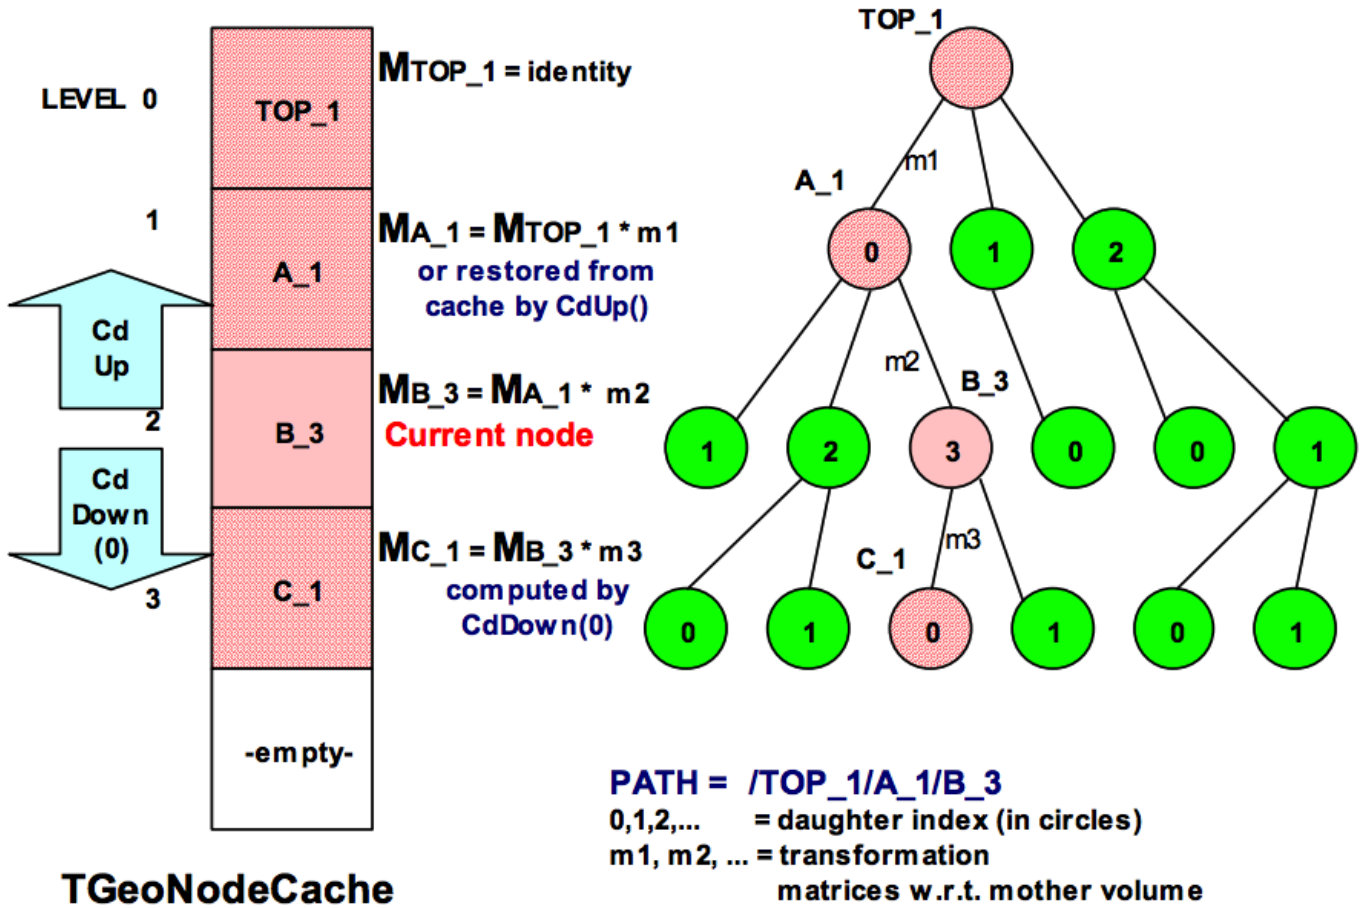 LEVEL 0
TOP_1
MTOP_1 = identity
1
A_1
MA_1 = MTOP_1 * m1
or restored from
cache by CdUp()
Cd
Up
2
B_3
MB_3 = MA_1 * m2
Current node
Cd
Down
(0)
3
C_1
MC_1 = MB_3 * m3
computed by
CdDown(0)
-empty-
TGeoNodeCache
TOP_1
m1
A_1
0
1
2
m2
B_3
1
2
3
0
0
1
C_1
m3
0
1
0
1
0
1
PATH = /TOP_1/A_1/B_3
0,1,2,... = daughter index (in circles)
m1, m2, ... = transformation
matrices w.r.t. mother volume